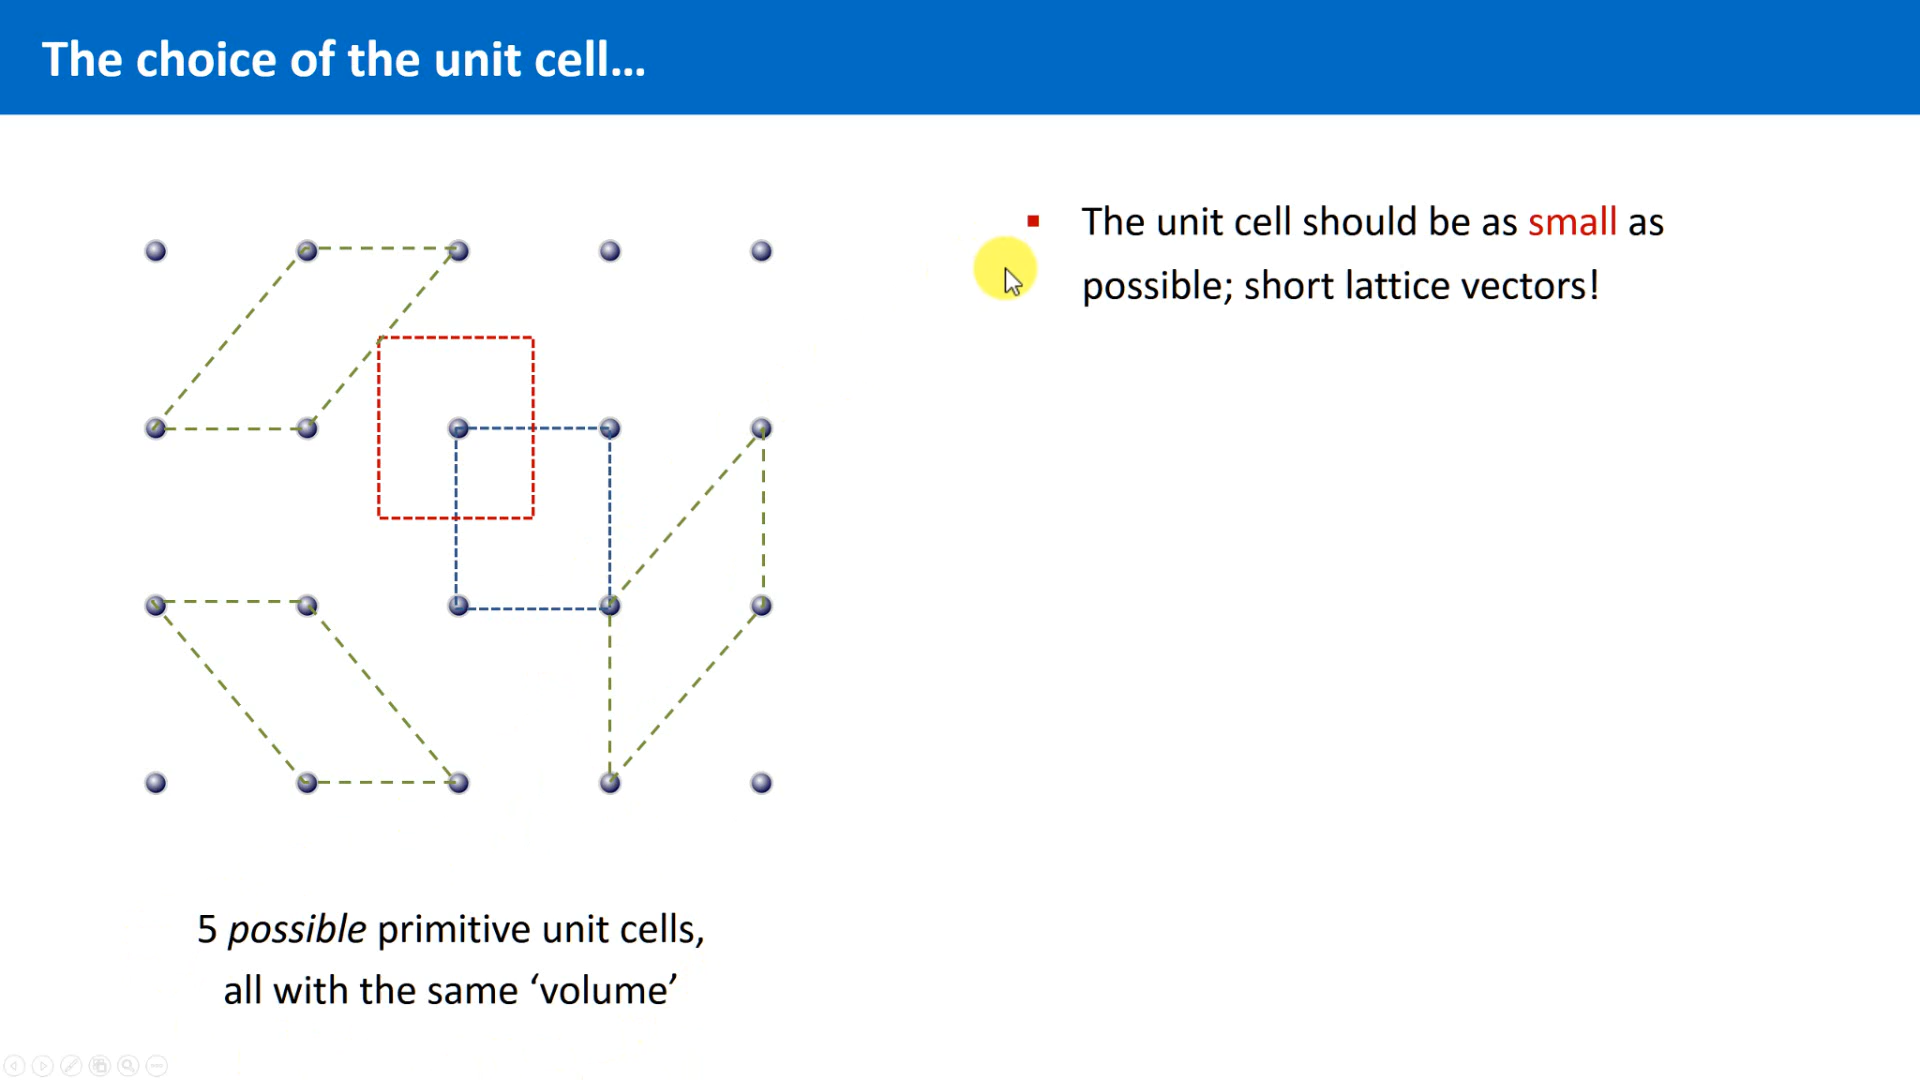 The choice of the unit cell...
The unit cell should be as small as
possible; short lattice vectors!
5 possible primitive unit cells,
all with the same ‘volume’